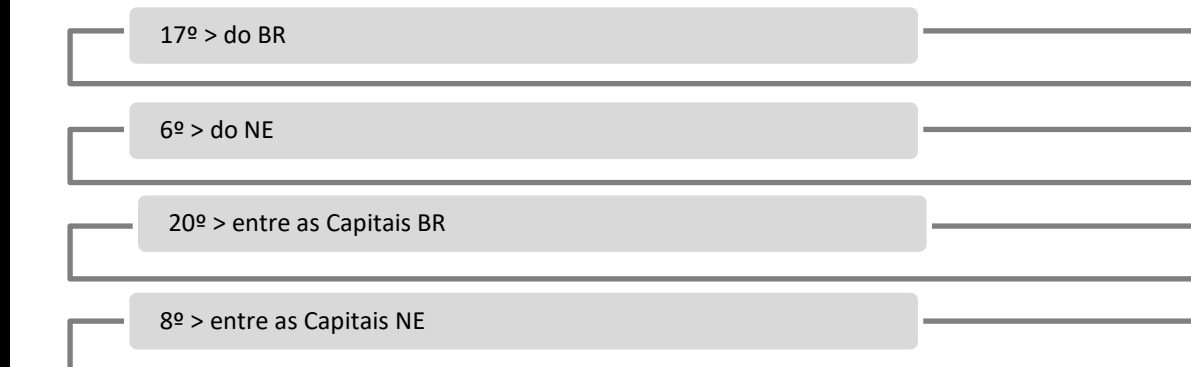 17º > do BR
6º > do NE
20º > entre as Capitais BR
8º > entre as Capitais NE